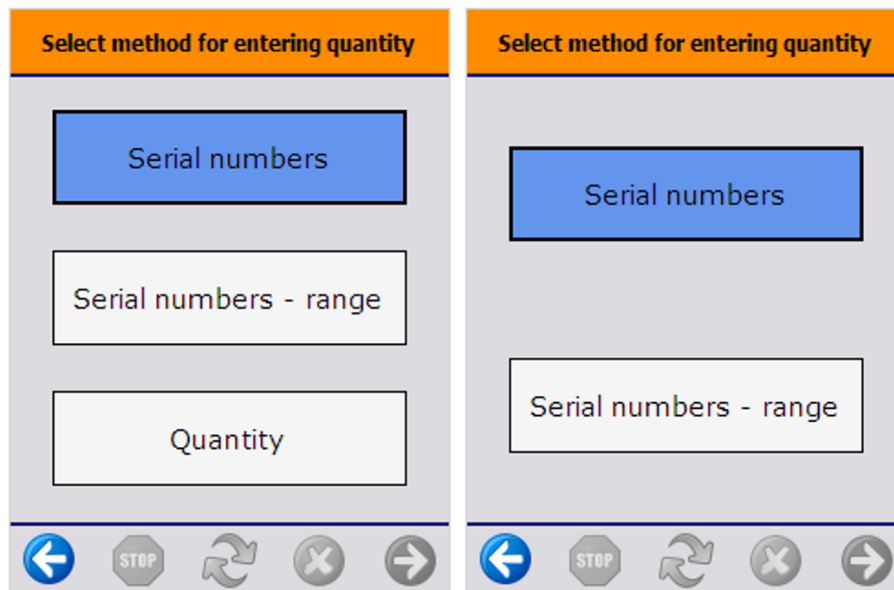 Select method for entering quantity
Serial numbers
Serial numbers - range
Quantity
STOP
Select method for entering quantity
Serial numbers
Serial numbers - range
STOP